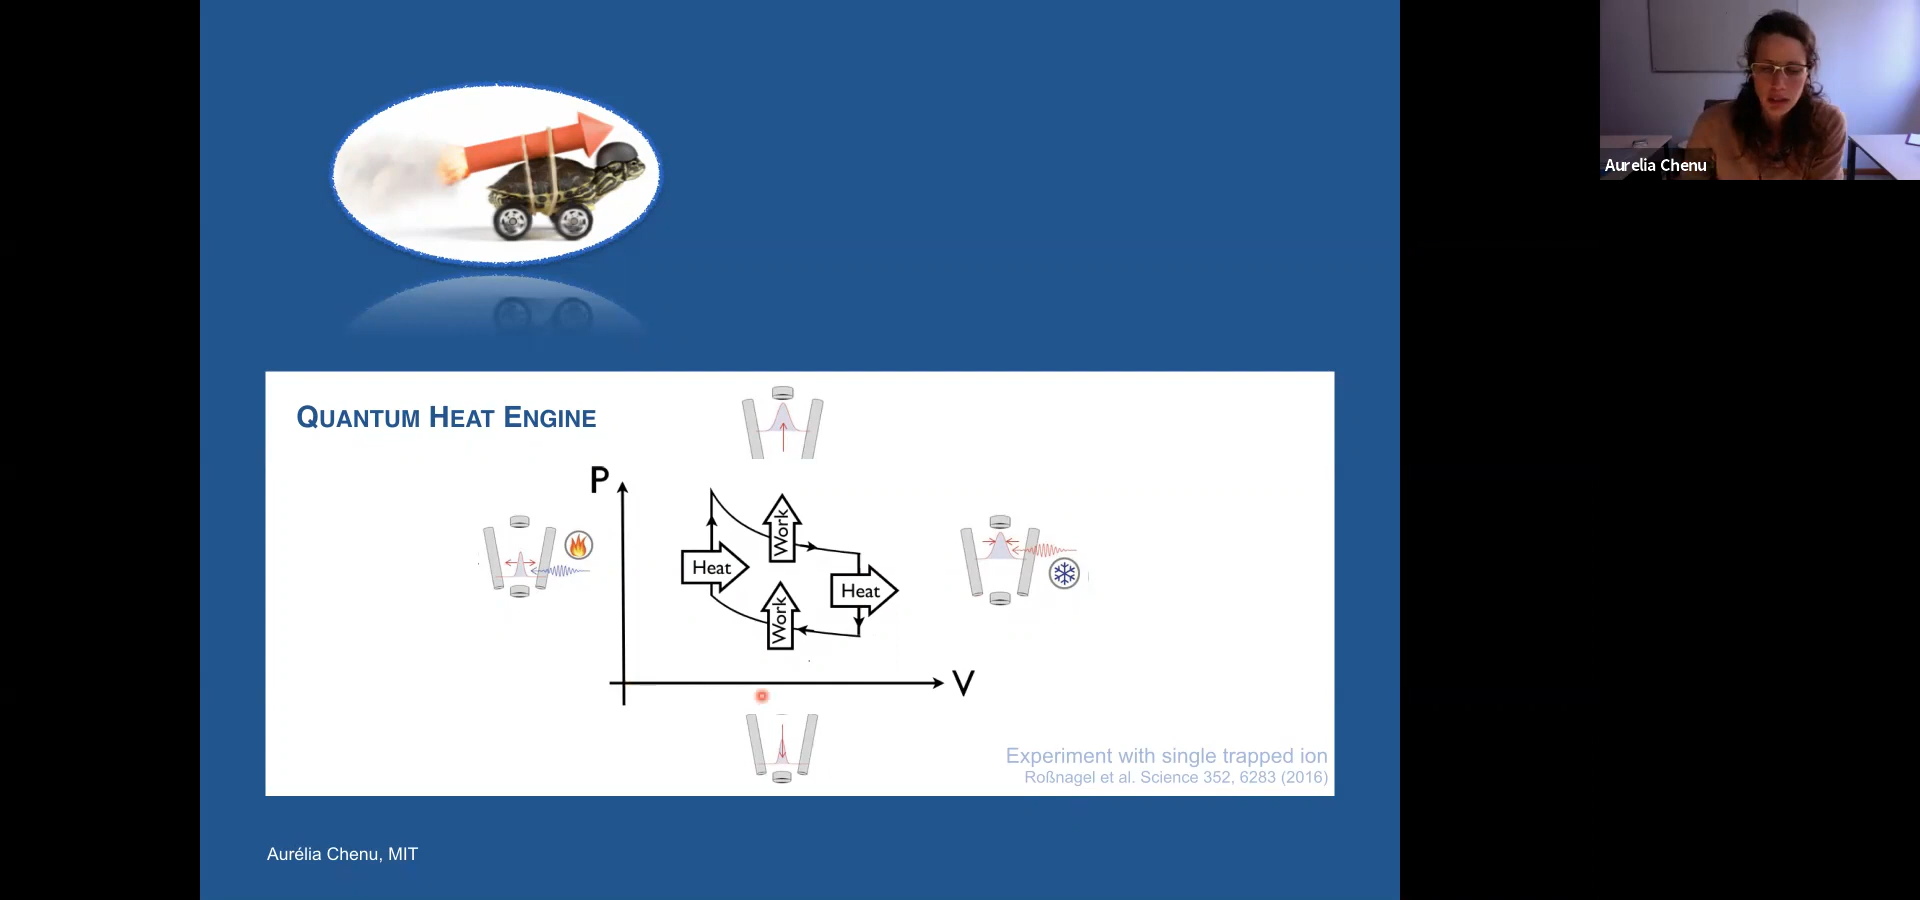 Aurelia Chenu
QUANTUM HEAT ENGINE
P
Work
Heat
Heat
Work
V
Experiment with single trapped ion
Roßnagel et al. Science 352, 6283 (2016)
Aurélia Chenu, MIT